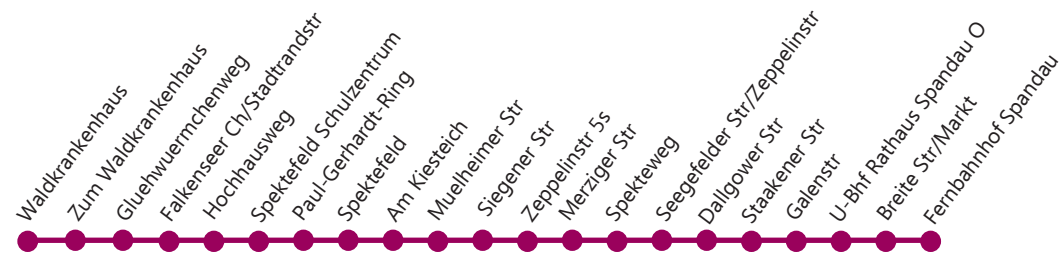 Waldkrankenhaus
Zum Waldkrankenhaus
Gluehwuermchenweg
Falkenseer Ch/Stadtrandstr
Hochhausweg
Spektefeld Schulzentrum
Paul-Gerhardt-Ring
Spektefeld
Am Kiesteich
Muelheimer Str
Siegener Str
Zeppelinstr 5s
Merziger Str
Spekteweg
Seegefelder Str/Zeppelinstr
Dallgower Str
Staakener Str
Galenstr
U-Bhf Rathaus Spandau O
Breite Str/Markt
Fernbahnhof Spandau